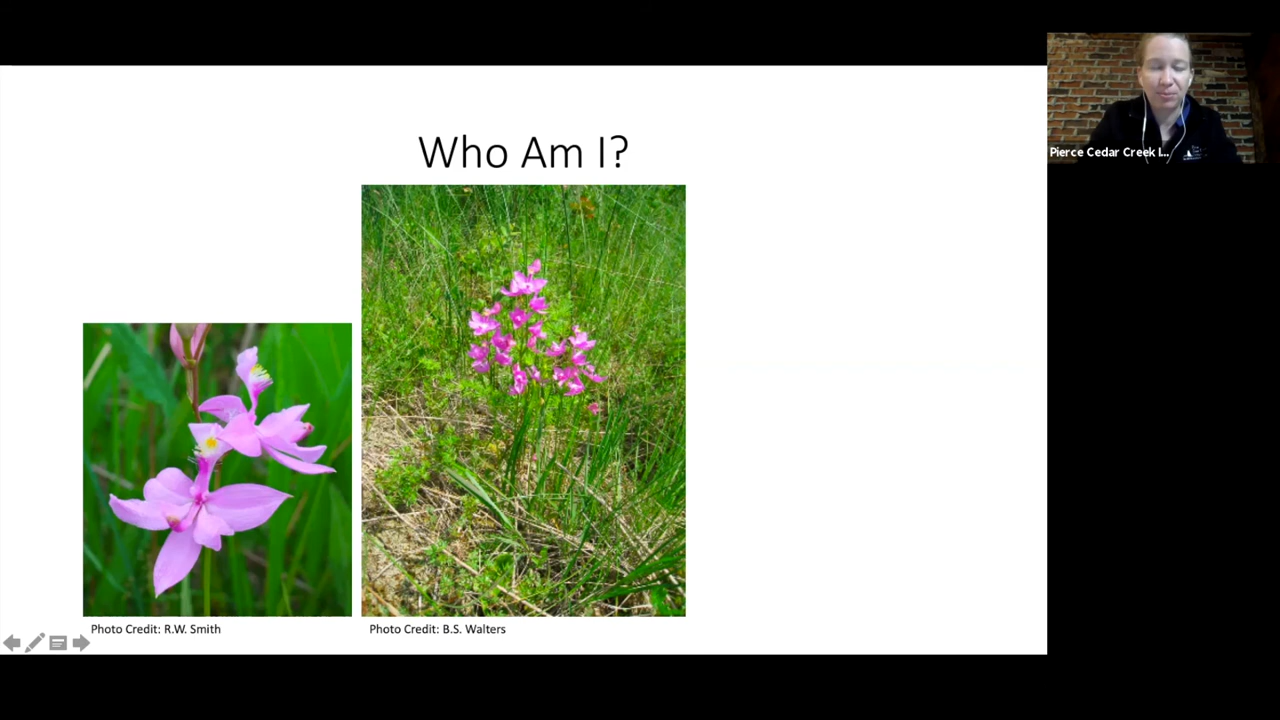 Who Am I?
Pierce Cedar Creek I...
Photo Credit: R.W. Smith
Photo Credit: B.S. Walters